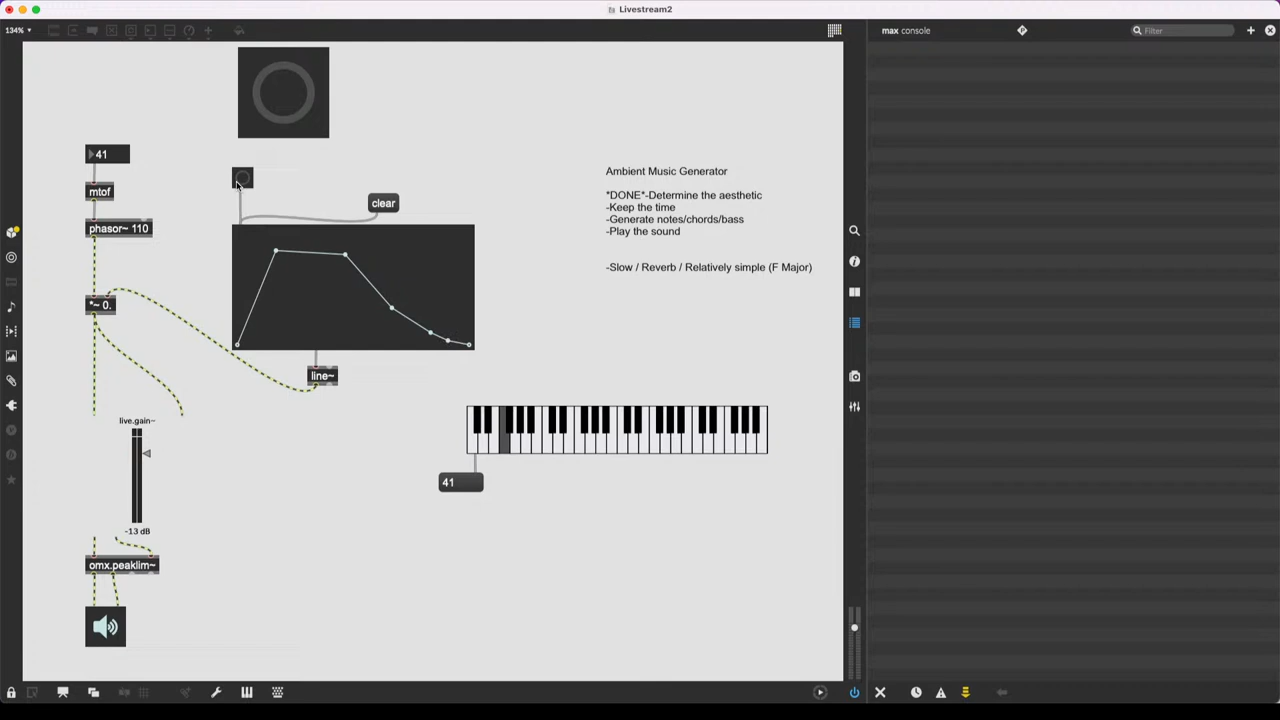 Livestream2
134%
max console
Filter
41
mtof
phasor~ 110
*~ 0.
clear
line~
Ambient Music Generator
*DONE*-Determine the aesthetic
-Keep the time
-Generate notes/chords/bass
-Play the sound
-Slow / Reverb / Relatively simple (F Major)
41
live.gain~
-13 dB
omx.peaklim~